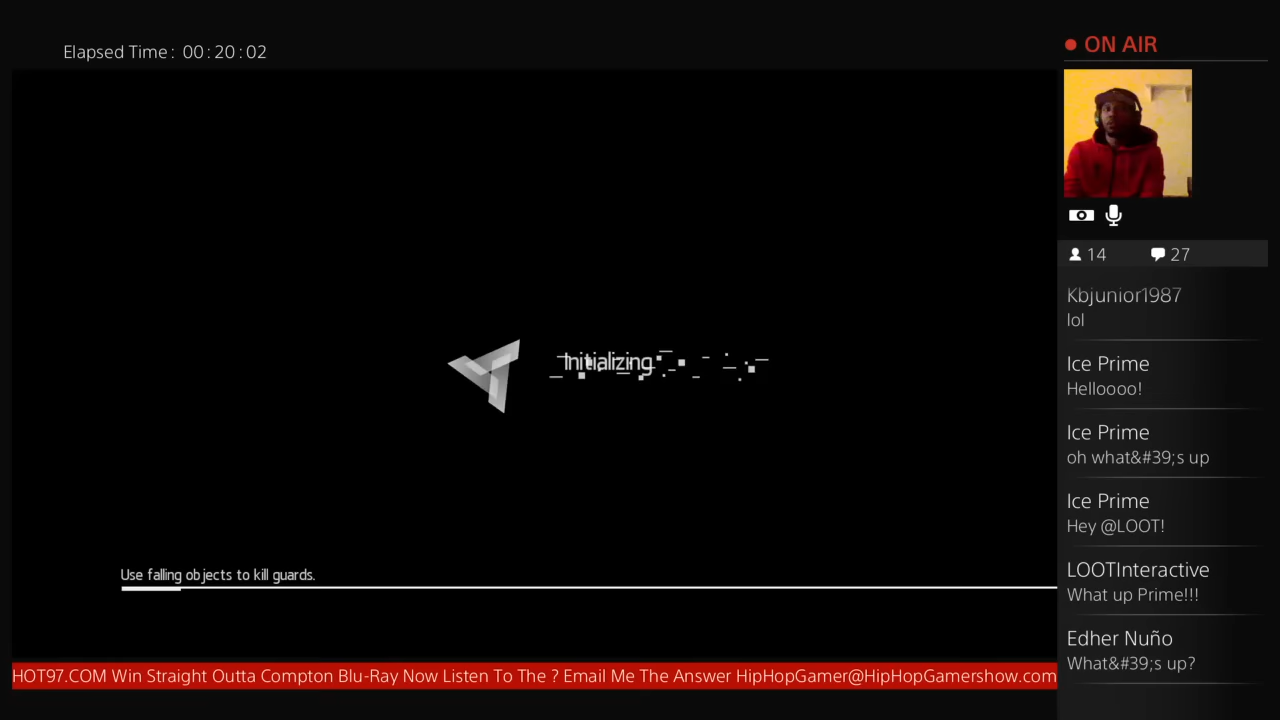 Elapsed Time: 00:20:02
ON AIR
14 27
Kbjunior1987
lol
Ice Prime
Helloooo!
Ice Prime
oh what&#39;s up
Ice Prime
Hey @LOOT!
LOOTInteractive
What up Prime!!!
Edher Nuño
What&#39;s up?
Initializing
Use falling objects to kill guards.
HOT97.COM Win Straight Outta Compton Blu-Ray Now Listen To The ? Email Me The Answer HipHopGamer@HipHopGamershow.com